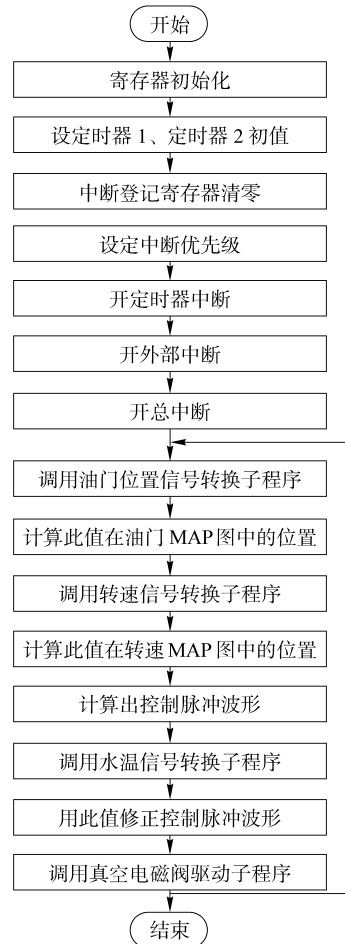 开始
寄存器初始化
设定时器 1、定时器 2 初值
中断登记寄存器清零
设定中断优先级
开定时器中断
开外部中断
开总中断
调用油门位置信号转换子程序
计算此值在油门 MAP 图中的位置
调用转速信号转换子程序
计算此值在转速 MAP 图中的位置
计算出控制脉冲波形
调用水温信号转换子程序
用此值修正控制脉冲波形
调用真空电磁阀驱动子程序
结束